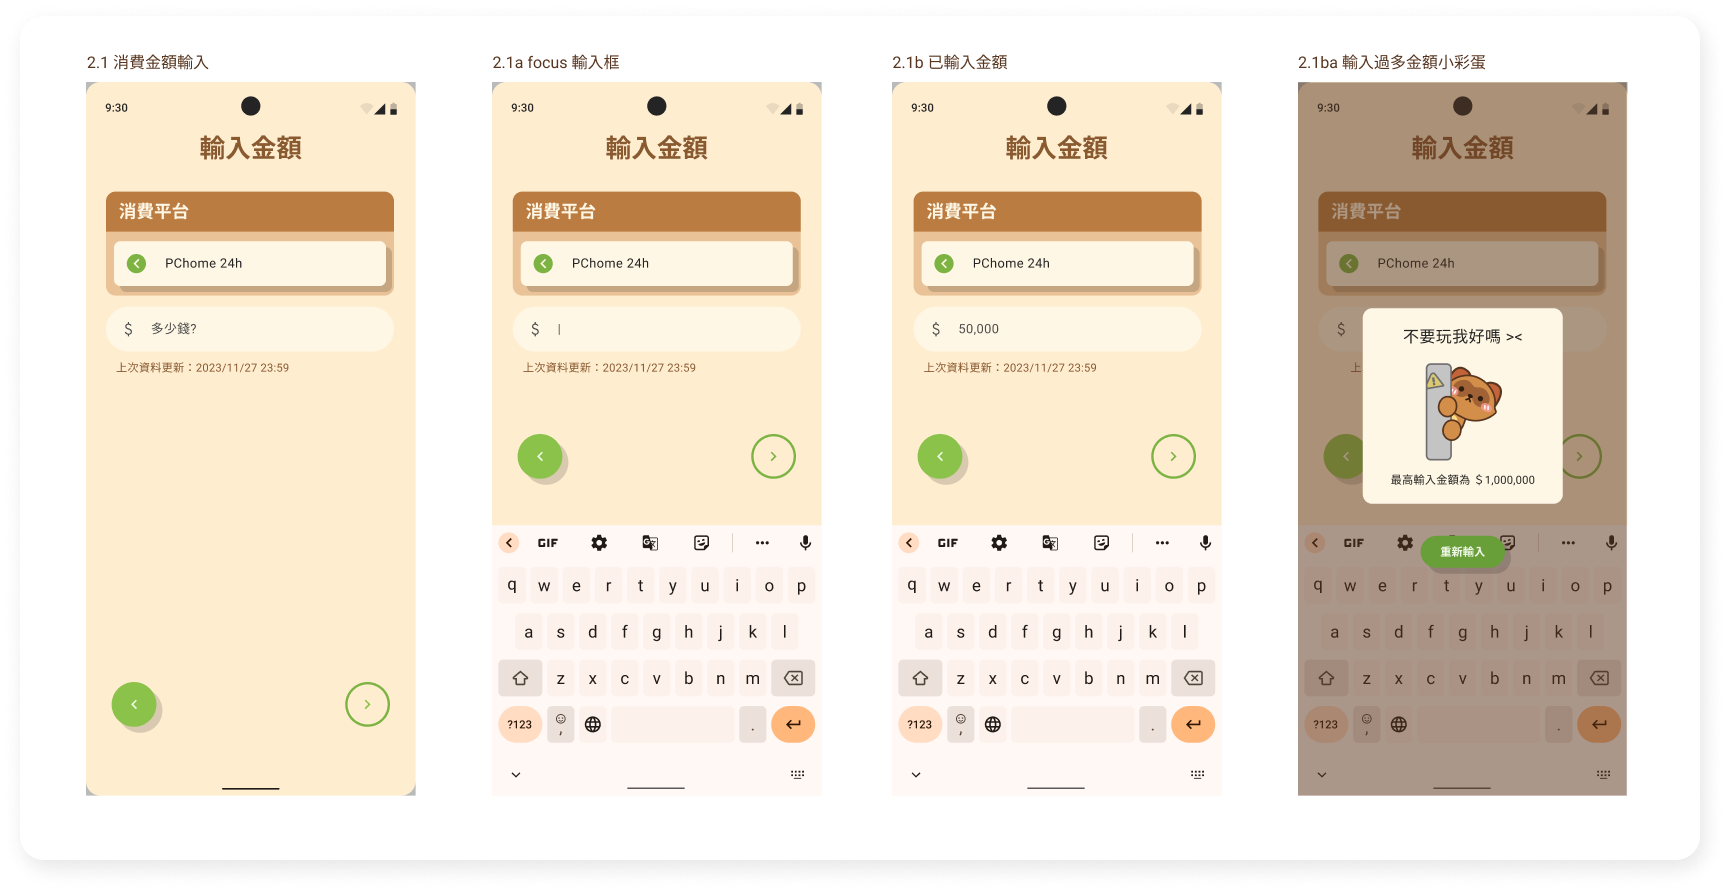 2.1 消費金額輸入
9:30
輸入金額
消費平台
PChome 24h
$ 多少錢?
上次資料更新：2023/11/27 23:59
2.1a focus 輸入框
9:30
輸入金額
消費平台
PChome 24h
$
上次資料更新：2023/11/27 23:59
GIF
q w e r t y u i o p
a s d f g h j k l
z x c v b n m
?123 , .
2.1b 已輸入金額
9:30
輸入金額
消費平台
PChome 24h
$ 50,000
上次資料更新：2023/11/27 23:59
GIF
q w e r t y u i o p
a s d f g h j k l
z x c v b n m
?123 , .
2.1ba 輸入過多金額小彩蛋
9:30
輸入金額
消費平台
PChome 24h
$
上
不要玩我好嗎 ><
最高輸入金額為 $1,000,000
GIF
重新輸入
q w e r t y u i o p
a s d f g h j k l
z x c v b n m
?123 , .